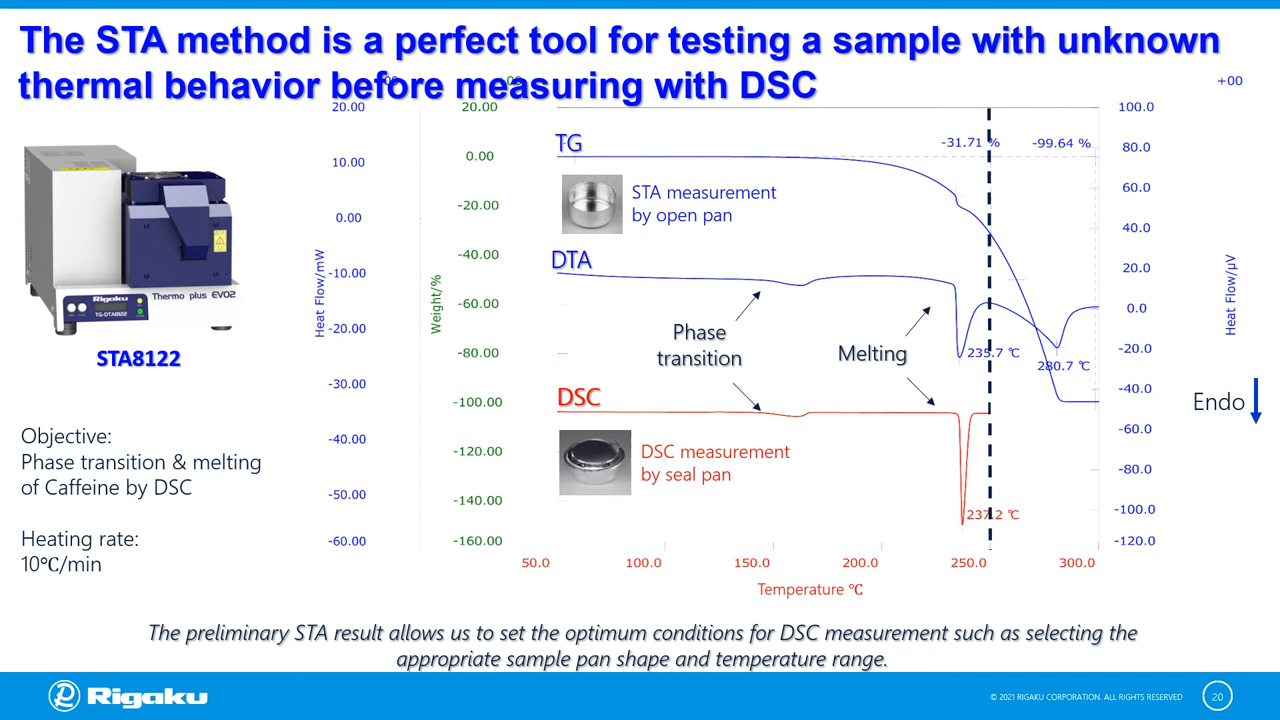 The STA method is a perfect tool for testing a sample with unknown
thermal behavior before measuring with DSC
+00
20.00
10.00
0.00
-10.00
-20.00
-30.00
-40.00
-50.00
-60.00
Heat Flow/mW
20.00
0.00
-20.00
-40.00
-60.00
-80.00
-100.00
-120.00
-140.00
-160.00
Weight/%
TG
-31.71 %
-99.64 %
STA measurement
by open pan
DTA
Phase
transition
Melting
235.7 ℃
280.7 ℃
DSC
DSC measurement
by seal pan
237.2 ℃
100.0
80.0
60.0
40.0
20.0
0.0
-20.0
-40.0
-60.0
-80.0
-100.0
-120.0
Heat Flow/μV
Endo
50.0
100.0
150.0
200.0
250.0
300.0
Temperature ℃
Rigaku
Thermo plus EVO2
TG-DTA8122
STA8122
Objective:
Phase transition & melting
of Caffeine by DSC
Heating rate:
10℃/min
The preliminary STA result allows us to set the optimum conditions for DSC measurement such as selecting the
appropriate sample pan shape and temperature range.
Rigaku
© 2021 RIGAKU CORPORATION. ALL RIGHTS RESERVED
20